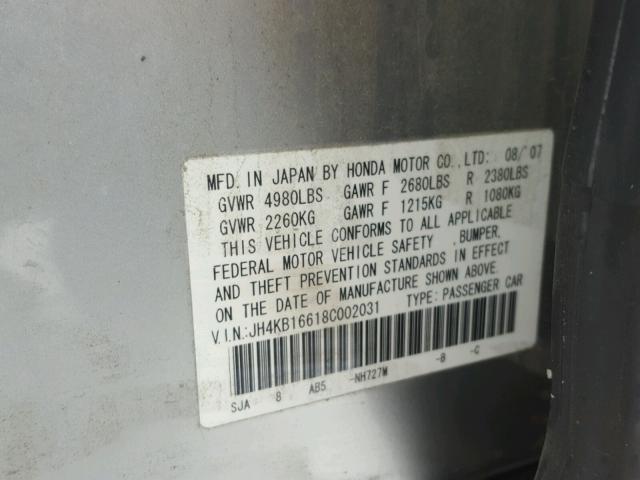 MFD. IN JAPAN BY HONDA MOTOR CO.,LTD: 08/'07
GVWR 4980LBS GAWR F 2680LBS R 2380LBS
GVWR 2260KG GAWR F 1215KG R 1080KG
THIS VEHICLE CONFORMS TO ALL APPLICABLE
FEDERAL MOTOR VEHICLE SAFETY ,BUMPER,
AND THEFT PREVENTION STANDARDS IN EFFECT
ON THE DATE OF MANUFACTURE SHOWN ABOVE.
V.I.N.:JH4KB16618C002031 TYPE: PASSENGER CAR
SJA 8 AB5 -NH727M -B -C